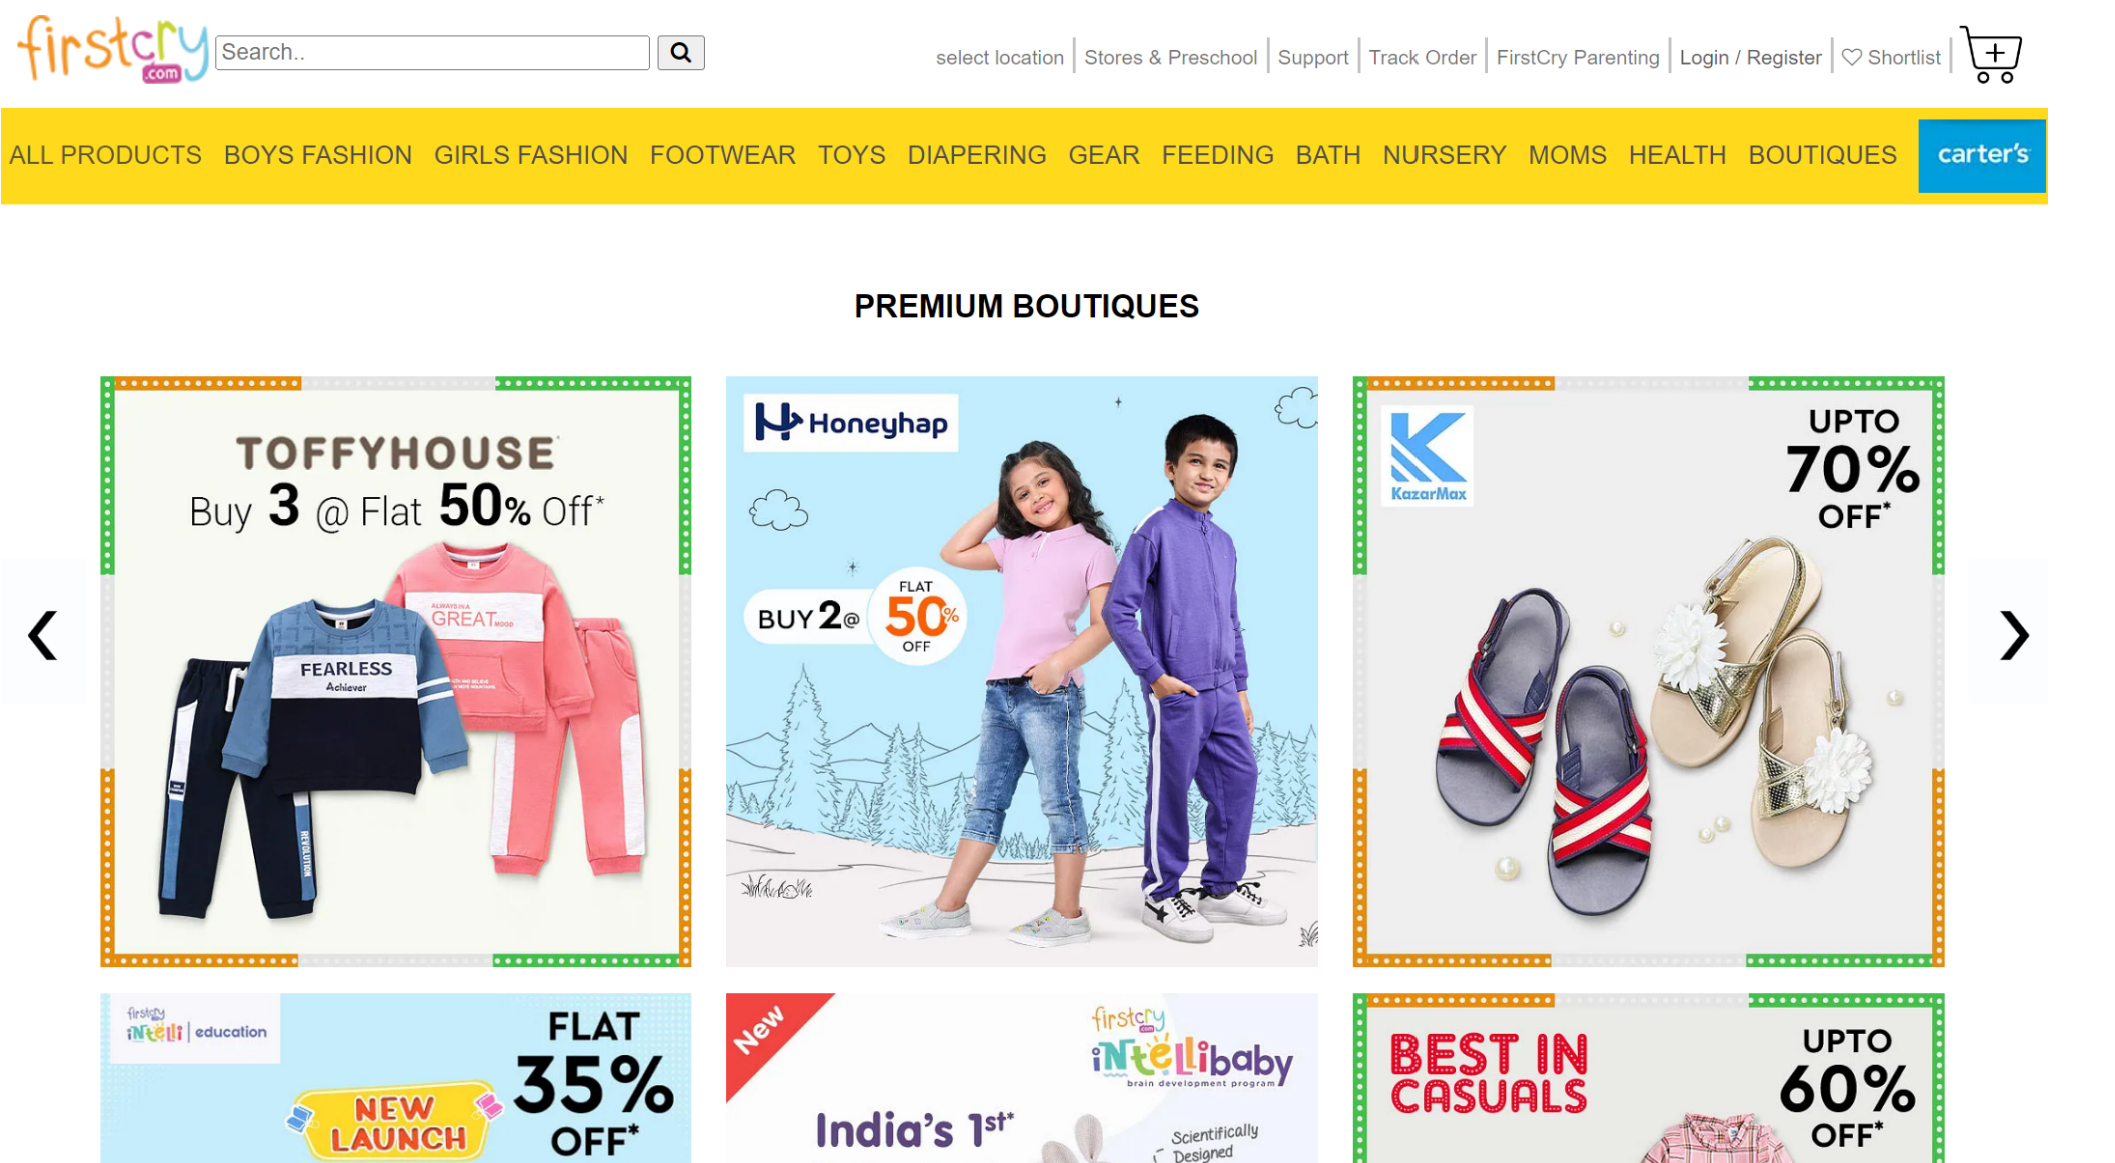 firstcry
.com
Search..
select location
Stores & Preschool
Support
Track Order
FirstCry Parenting
Login / Register
Shortlist
ALL PRODUCTS
BOYS FASHION
GIRLS FASHION
FOOTWEAR
TOYS
DIAPERING
GEAR
FEEDING
BATH
NURSERY
MOMS
HEALTH
BOUTIQUES
carter's
PREMIUM BOUTIQUES
TOFFYHOUSE
Buy 3 @ Flat 50% Off*
ALWAYS IN A
GREAT MOOD
FEARLESS
Achiever
REVOLUTION
Honeyhap
BUY 2@
FLAT
50%
OFF
KazarMax
UPTO
70%
OFF*
firstcry
iNtelli education
FLAT
35%
OFF*
NEW
LAUNCH
New
firstcry
.com
iNtellibaby
brain development program
India's 1st*
Scientifically
Designed
BEST IN
CASUALS
UPTO
60%
OFF*